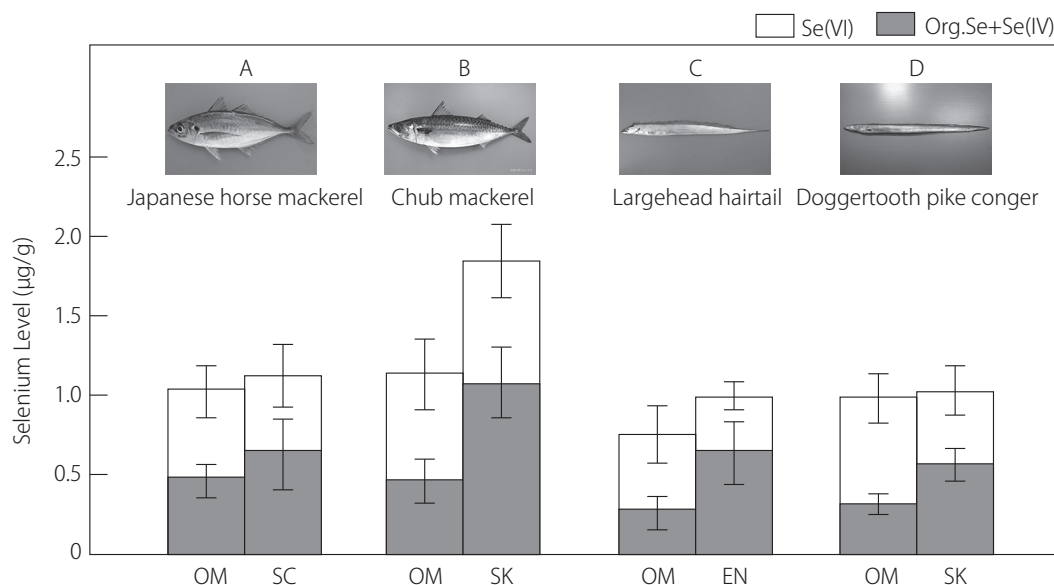 Se(VI) Org.Se+Se(IV)
A B C D
Japanese horse mackerel Chub mackerel Largehead hairtail Doggertooth pike conger
Selenium Level (µg/g)
2.5
2.0
1.5
1.0
0.5
0
OM SC OM SK OM EN OM SK